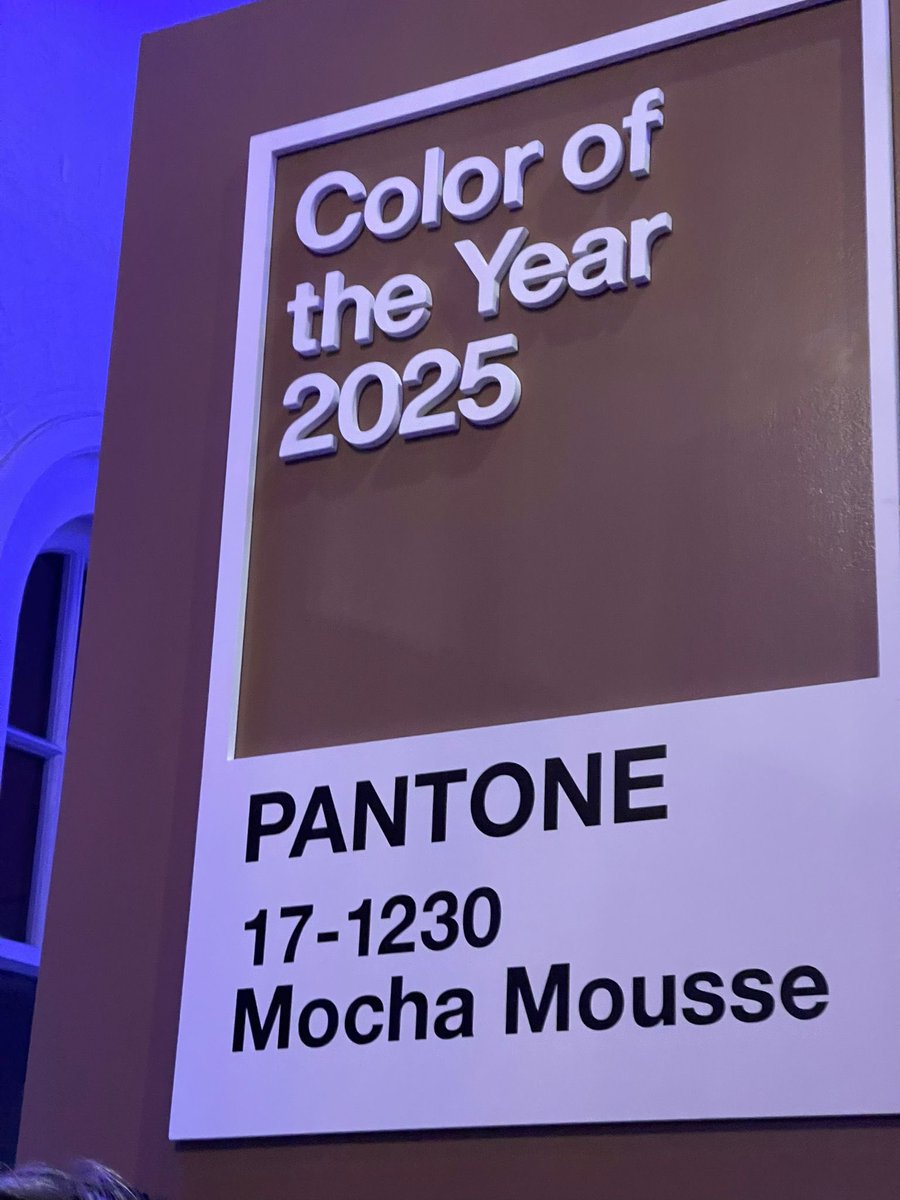 Color of
the Year
2025
PANTONE
17-1230
Mocha Mousse